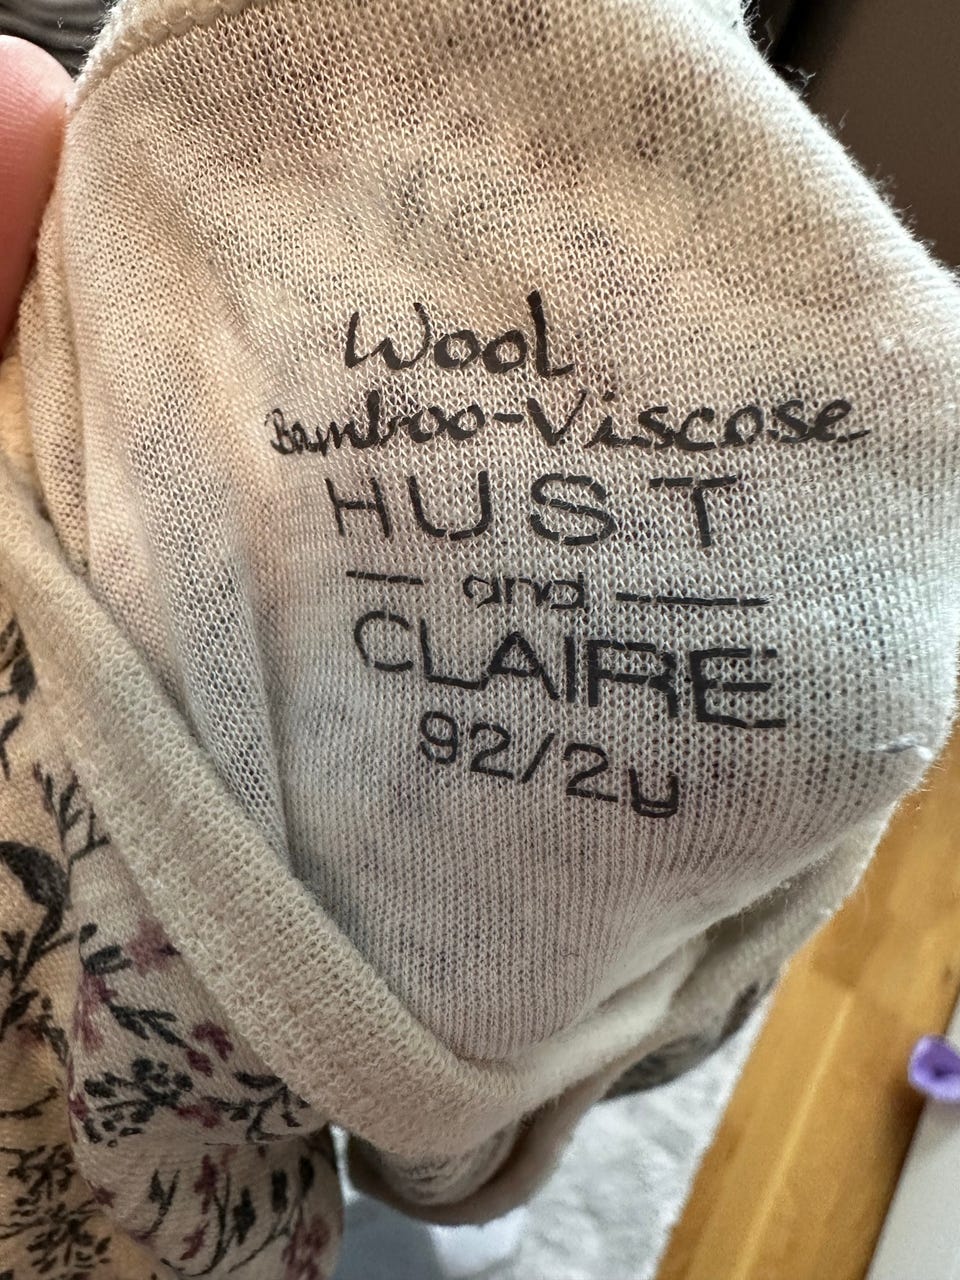 Wool
Bamboo-Viscose
HUST
and
CLAIRE
92/2y